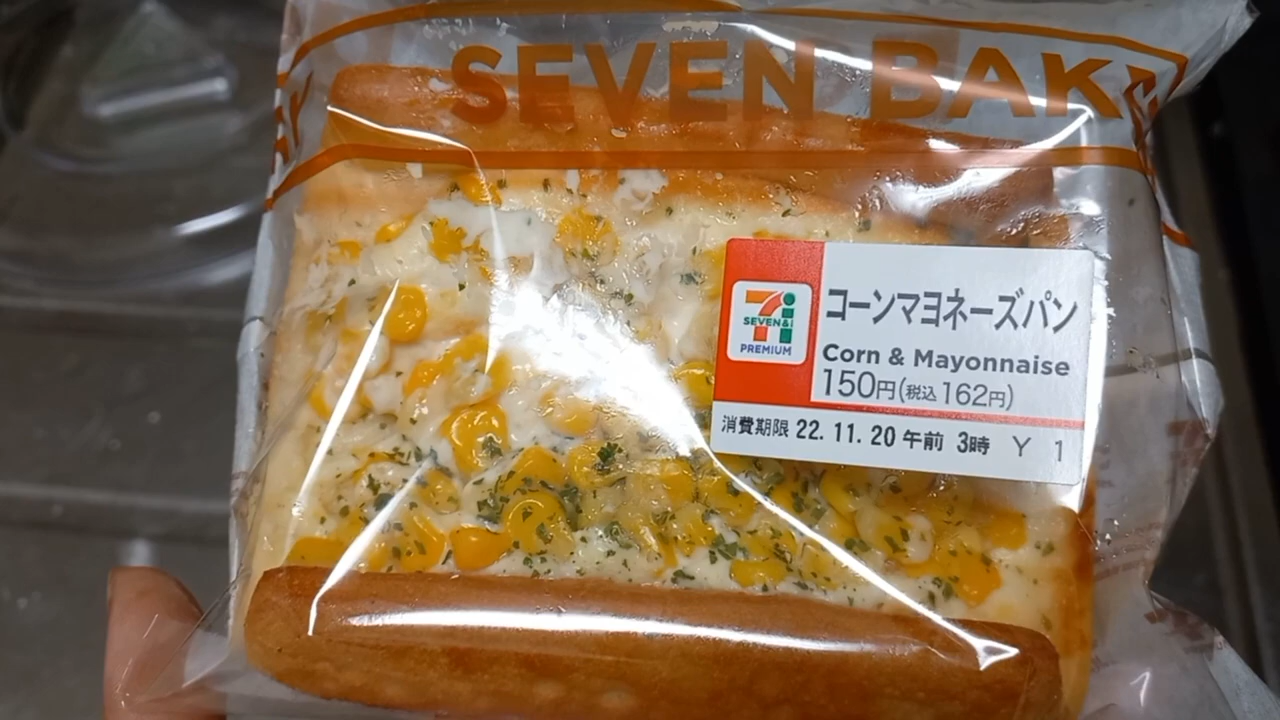 SEVEN BAK
コーンマヨネーズパン
SEVEN&i
PREMIUM
Corn & Mayonnaise
150円(税込162円)
消費期限 22. 11. 20 午前 3時 Y 1